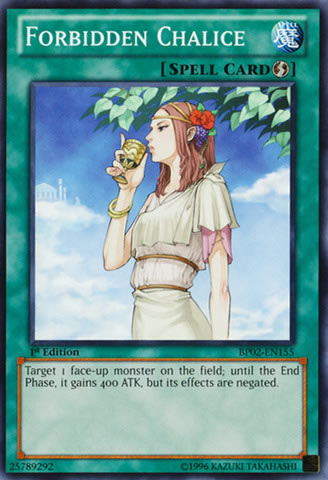 FORBIDDEN CHALICE
魔
[SPELL CARD]
1st Edition
BP02-EN155
Target 1 face-up monster on the field; until the End
Phase, it gains 400 ATK, but its effects are negated.
25789292
©1996 KAZUKI TAKAHASHI